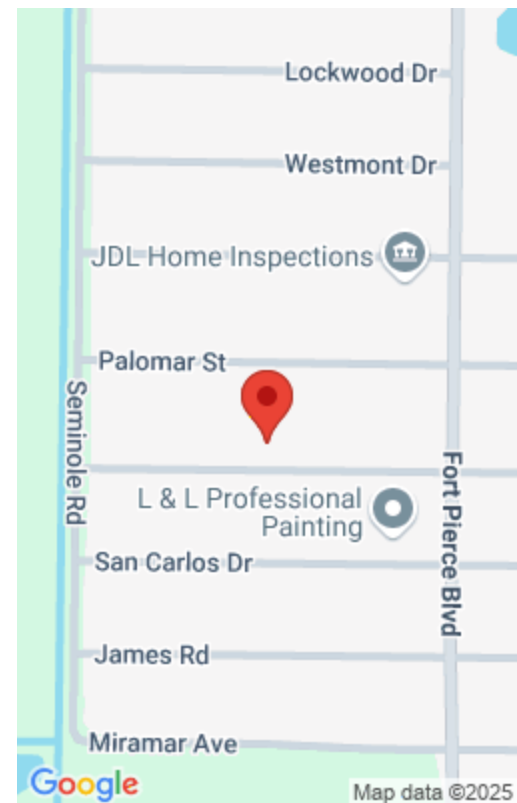 Lockwood Dr
Westmont Dr
JDL Home Inspections
Palomar St
Seminole Rd
Fort Pierce Blvd
L & L Professional
Painting
San Carlos Dr
James Rd
Miramar Ave
Google
Map data ©2025